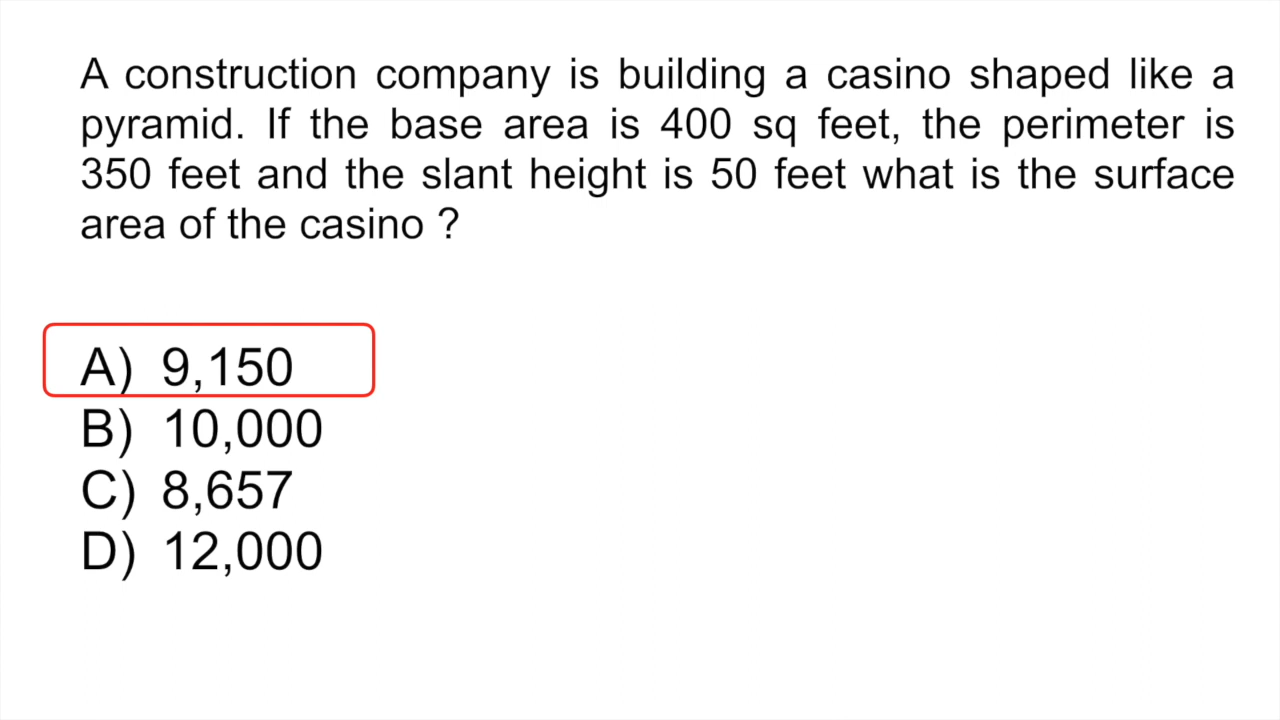 A construction company is building a casino shaped like a
pyramid. If the base area is 400 sq feet, the perimeter is
350 feet and the slant height is 50 feet what is the surface
area of the casino ?
A) 9,150
B) 10,000
C) 8,657
D) 12,000